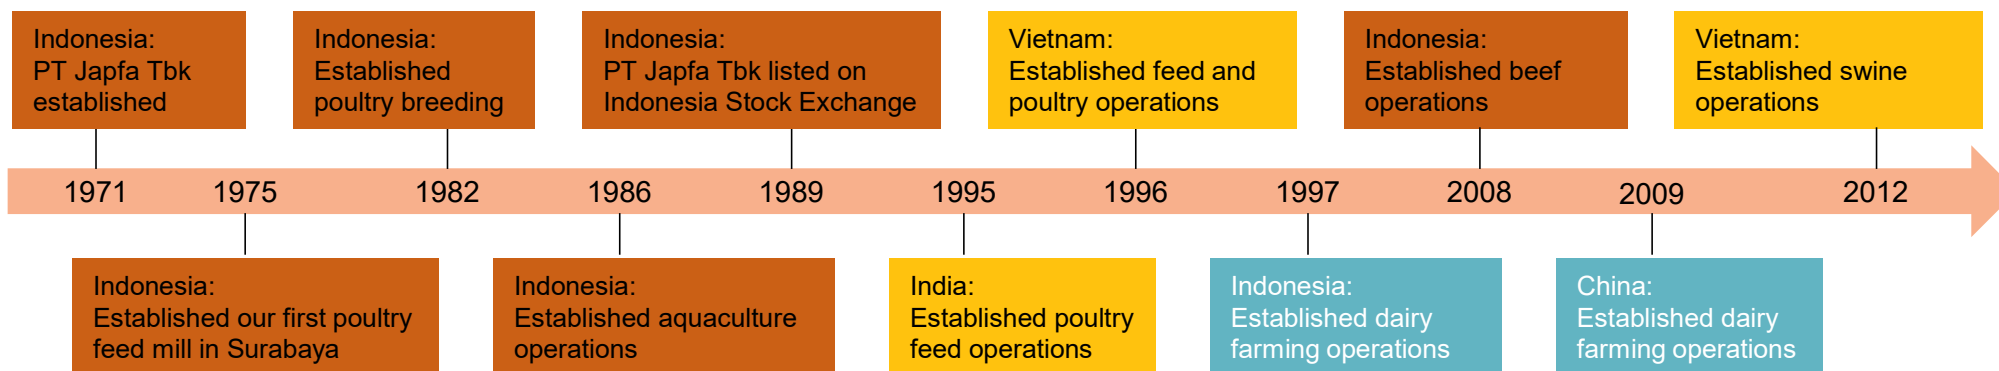 Indonesia:
PT Japfa Tbk
established
Indonesia:
Established
poultry breeding
Indonesia:
PT Japfa Tbk listed on
Indonesia Stock Exchange
Vietnam:
Established feed and
poultry operations
Indonesia:
Established beef
operations
Vietnam:
Established swine
operations
1971 1975 1982 1986 1989 1995 1996 1997 2008 2009 2012
Indonesia:
Established our first poultry
feed mill in Surabaya
Indonesia:
Established aquaculture
operations
India:
Established poultry
feed operations
Indonesia:
Established dairy
farming operations
China:
Established dairy
farming operations